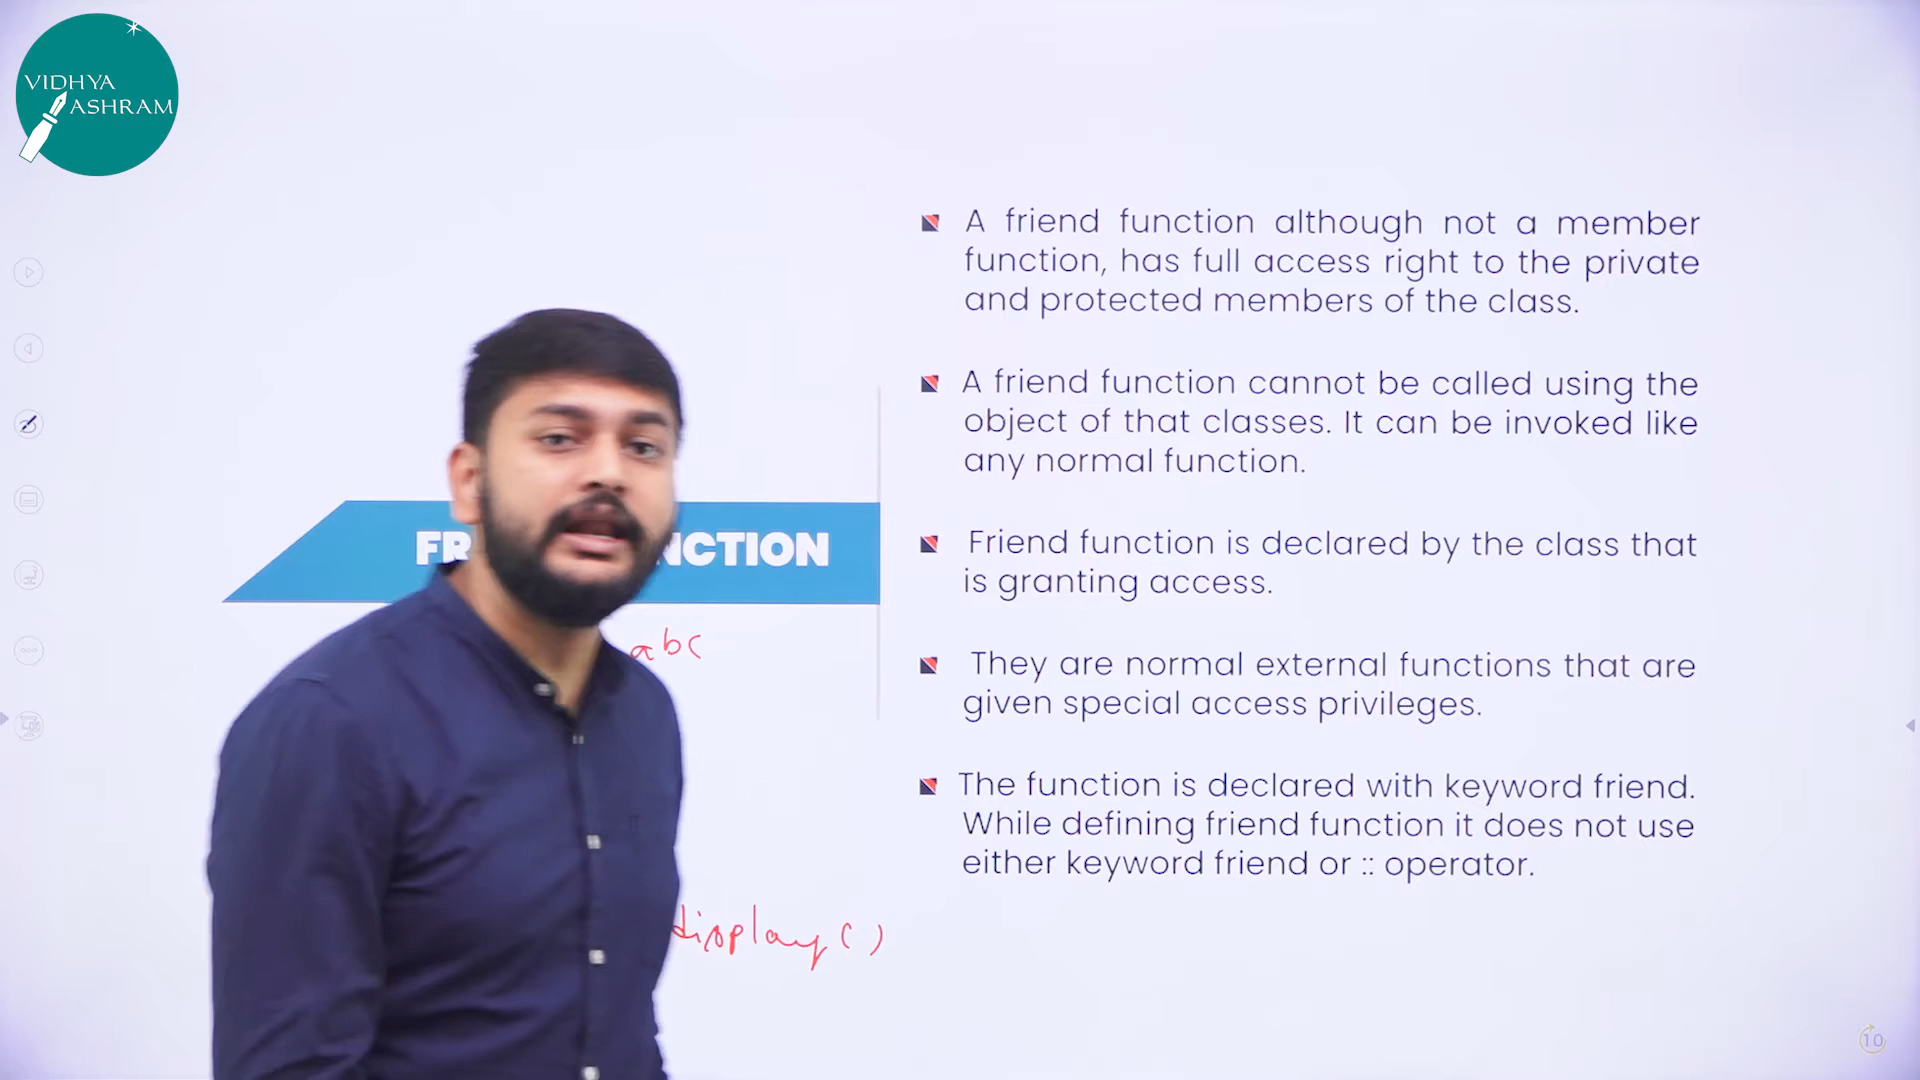 VIDHYA
ASHRAM
A friend function although not a member
function, has full access right to the private
and protected members of the class.
A friend function cannot be called using the
object of that classes. It can be invoked like
any normal function.
FR NCTION
Friend function is declared by the class that
is granting access.
abc
They are normal external functions that are
given special access privileges.
The function is declared with keyword friend.
While defining friend function it does not use
either keyword friend or :: operator.
display()
10